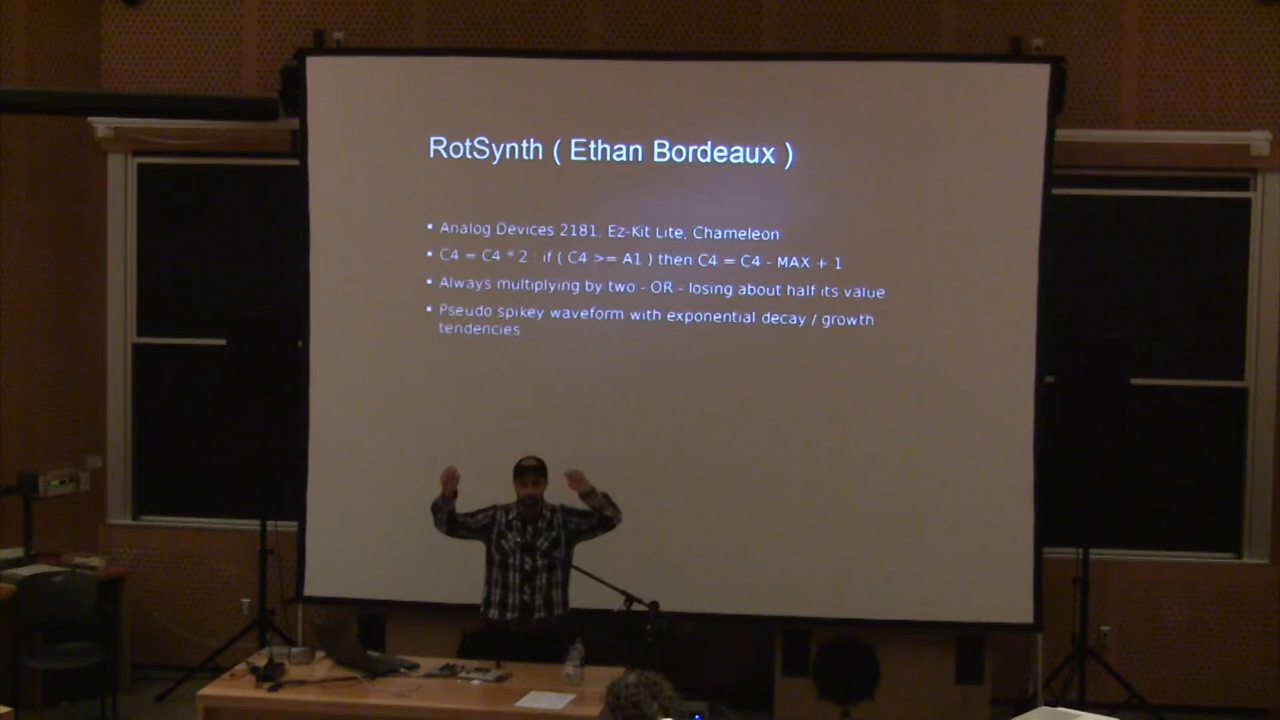 RotSynth ( Ethan Bordeaux )
▪ Analog Devices 2181, Ez-Kit Lite, Chameleon
▪ C4 = C4 * 2 : if ( C4 >= A1 ) then C4 = C4 - MAX + 1
▪ Always multiplying by two - OR - losing about half its value
▪ Pseudo spikey waveform with exponential decay / growth
tendencies